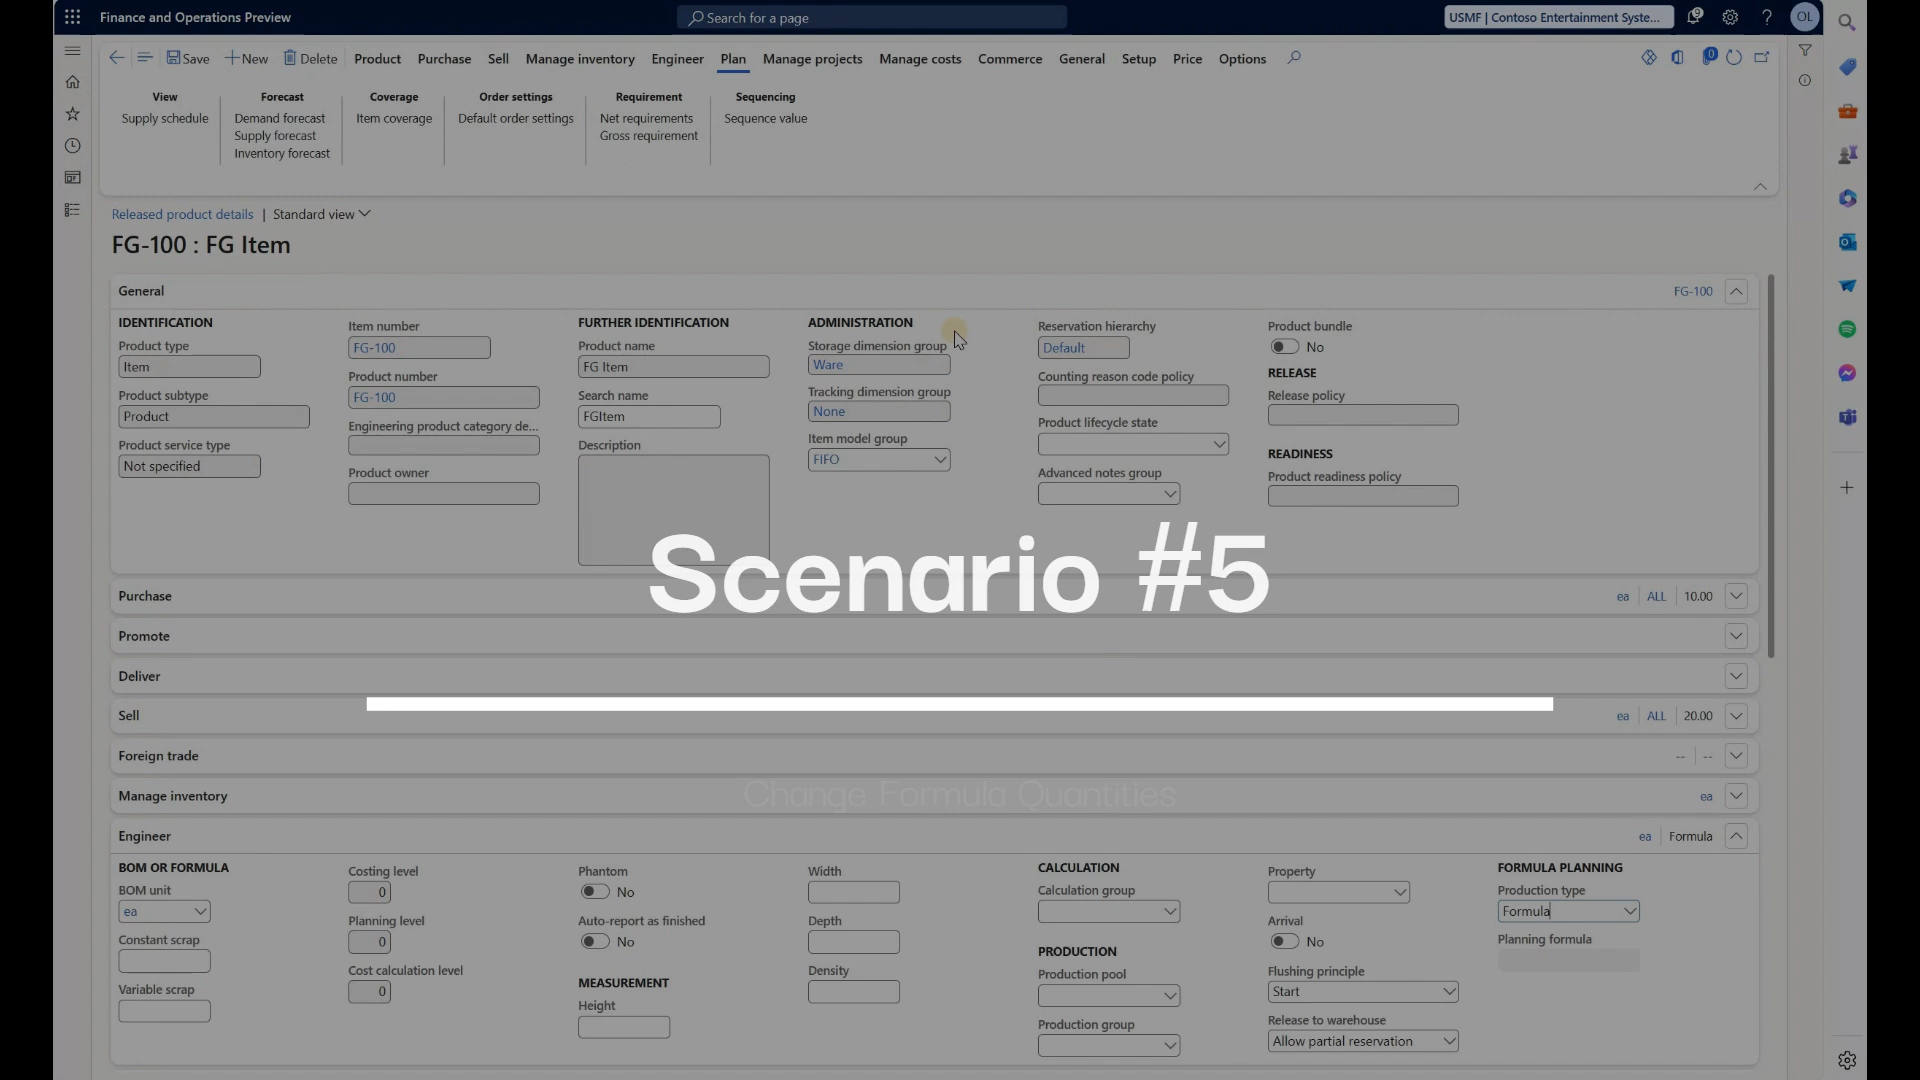 Finance and Operations Preview
Search for a page
USMF | Contoso Entertainment Syste...
9
?
OL
Save
New
Delete
Product
Purchase
Sell
Manage inventory
Engineer
Plan
Manage projects
Manage costs
Commerce
General
Setup
Price
Options
0
View
Supply schedule
Forecast
Demand forecast
Supply forecast
Inventory forecast
Coverage
Item coverage
Order settings
Default order settings
Requirement
Net requirements
Gross requirement
Sequencing
Sequence value
Released product details | Standard view
FG-100 : FG Item
General
FG-100
IDENTIFICATION
Product type
Item
Product subtype
Product
Product service type
Not specified
Item number
FG-100
Product number
FG-100
Engineering product category de...
Product owner
FURTHER IDENTIFICATION
Product name
FG Item
Search name
FGItem
Description
ADMINISTRATION
Storage dimension group
Ware
Tracking dimension group
None
Item model group
FIFO
Reservation hierarchy
Default
Counting reason code policy
Product lifecycle state
Advanced notes group
Product bundle
No
RELEASE
Release policy
READINESS
Product readiness policy
Scenario #5
Purchase
ea | ALL | 10.00
Promote
Deliver
Sell
ea | ALL | 20.00
Foreign trade
-- | --
Change Formula Quantities
Manage inventory
ea
Engineer
ea | Formula
BOM OR FORMULA
BOM unit
ea
Constant scrap
Variable scrap
Costing level
0
Planning level
0
Cost calculation level
0
Phantom
No
Auto-report as finished
No
MEASUREMENT
Height
Width
Depth
Density
CALCULATION
Calculation group
PRODUCTION
Production pool
Production group
Property
Arrival
No
Flushing principle
Start
Release to warehouse
Allow partial reservation
FORMULA PLANNING
Production type
Formula
Planning formula